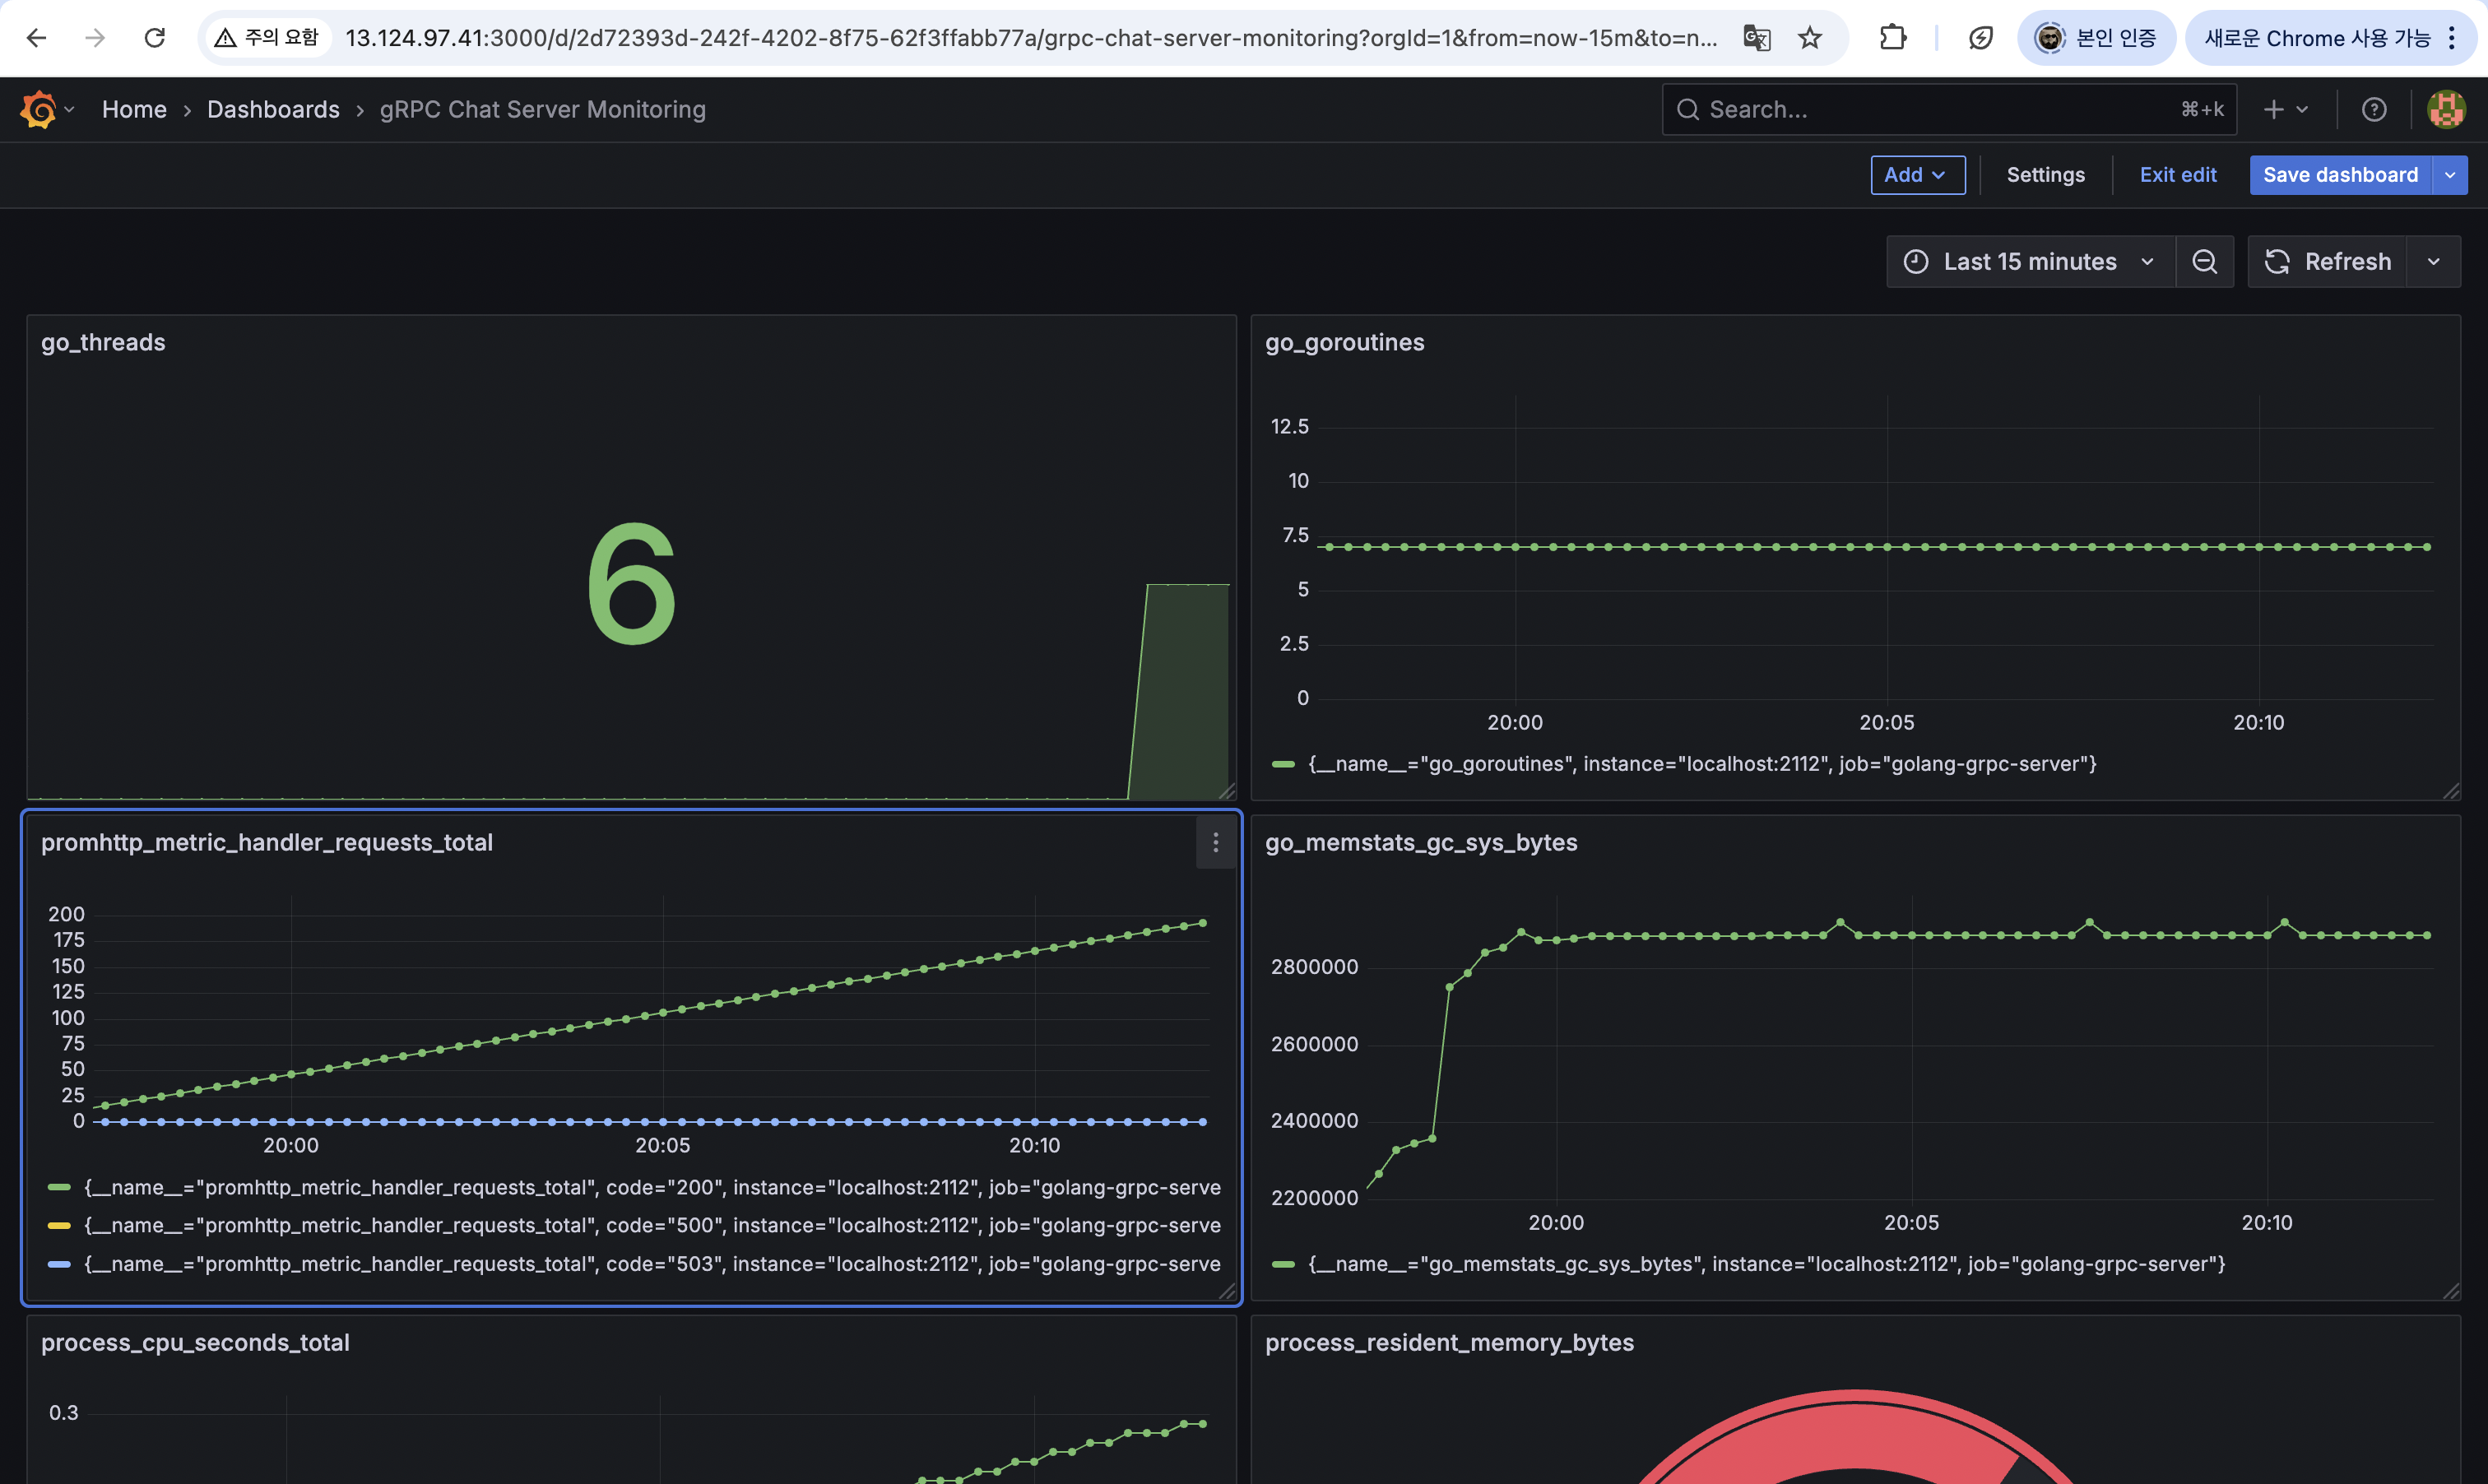 주의 요함
13.124.97.41:3000/d/2d72393d-242f-4202-8f75-62f3ffabb77a/grpc-chat-server-monitoring?orgId=1&from=now-15m&to=n...
본인 인증
새로운 Chrome 사용 가능
Home › Dashboards › gRPC Chat Server Monitoring
Search...
⌘+k
Add
Settings
Exit edit
Save dashboard
Last 15 minutes
Refresh
go_threads
6
go_goroutines
12.5
10
7.5
5
2.5
0
20:00 20:05 20:10
{__name__="go_goroutines", instance="localhost:2112", job="golang-grpc-server"}
promhttp_metric_handler_requests_total
200
175
150
125
100
75
50
25
0
20:00 20:05 20:10
{__name__="promhttp_metric_handler_requests_total", code="200", instance="localhost:2112", job="golang-grpc-serve
{__name__="promhttp_metric_handler_requests_total", code="500", instance="localhost:2112", job="golang-grpc-serve
{__name__="promhttp_metric_handler_requests_total", code="503", instance="localhost:2112", job="golang-grpc-serve
go_memstats_gc_sys_bytes
2800000
2600000
2400000
2200000
20:00 20:05 20:10
{__name__="go_memstats_gc_sys_bytes", instance="localhost:2112", job="golang-grpc-server"}
process_cpu_seconds_total
0.3
process_resident_memory_bytes